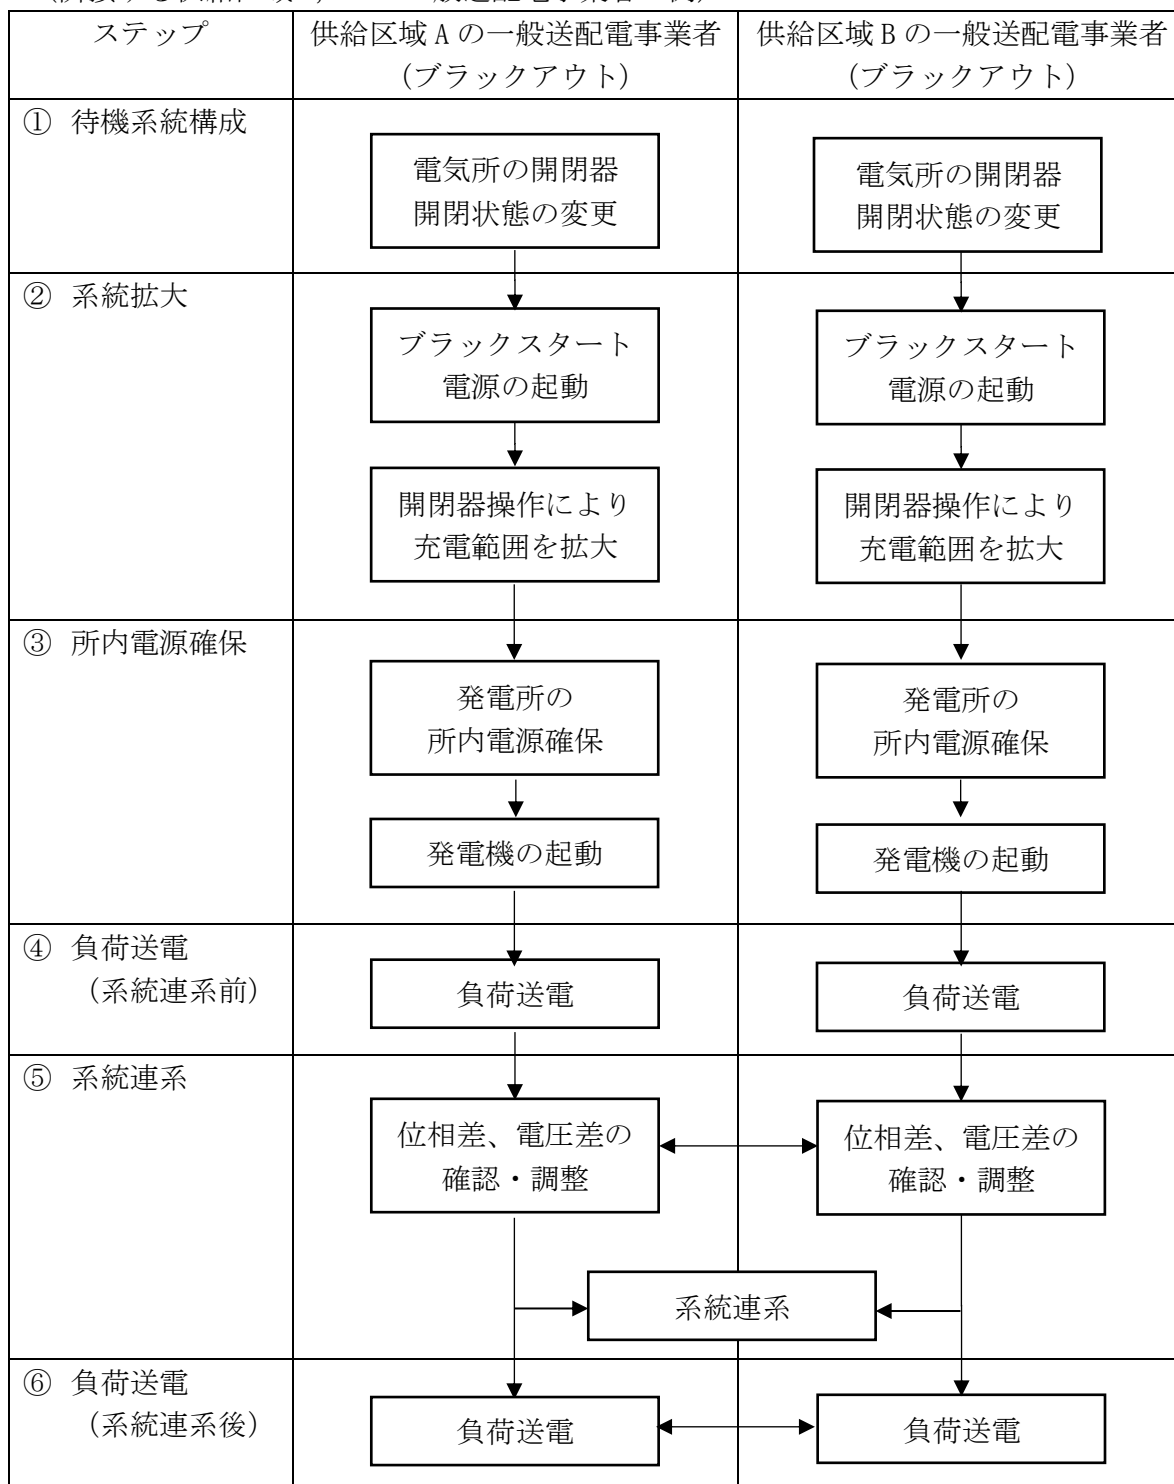 ステップ
供給区域 A の一般送配電事業者
(ブラックアウト)
供給区域 B の一般送配電事業者
(ブラックアウト)
① 待機系統構成
電気所の開閉器
開閉状態の変更
電気所の開閉器
開閉状態の変更
② 系統拡大
ブラックスタート
電源の起動
ブラックスタート
電源の起動
開閉器操作により
充電範囲を拡大
開閉器操作により
充電範囲を拡大
③ 所内電源確保
発電所の
所内電源確保
発電所の
所内電源確保
発電機の起動
発電機の起動
④ 負荷送電
(系統連系前)
負荷送電
負荷送電
⑤ 系統連系
位相差、電圧差の
確認・調整
位相差、電圧差の
確認・調整
系統連系
⑥ 負荷送電
(系統連系後)
負荷送電
負荷送電